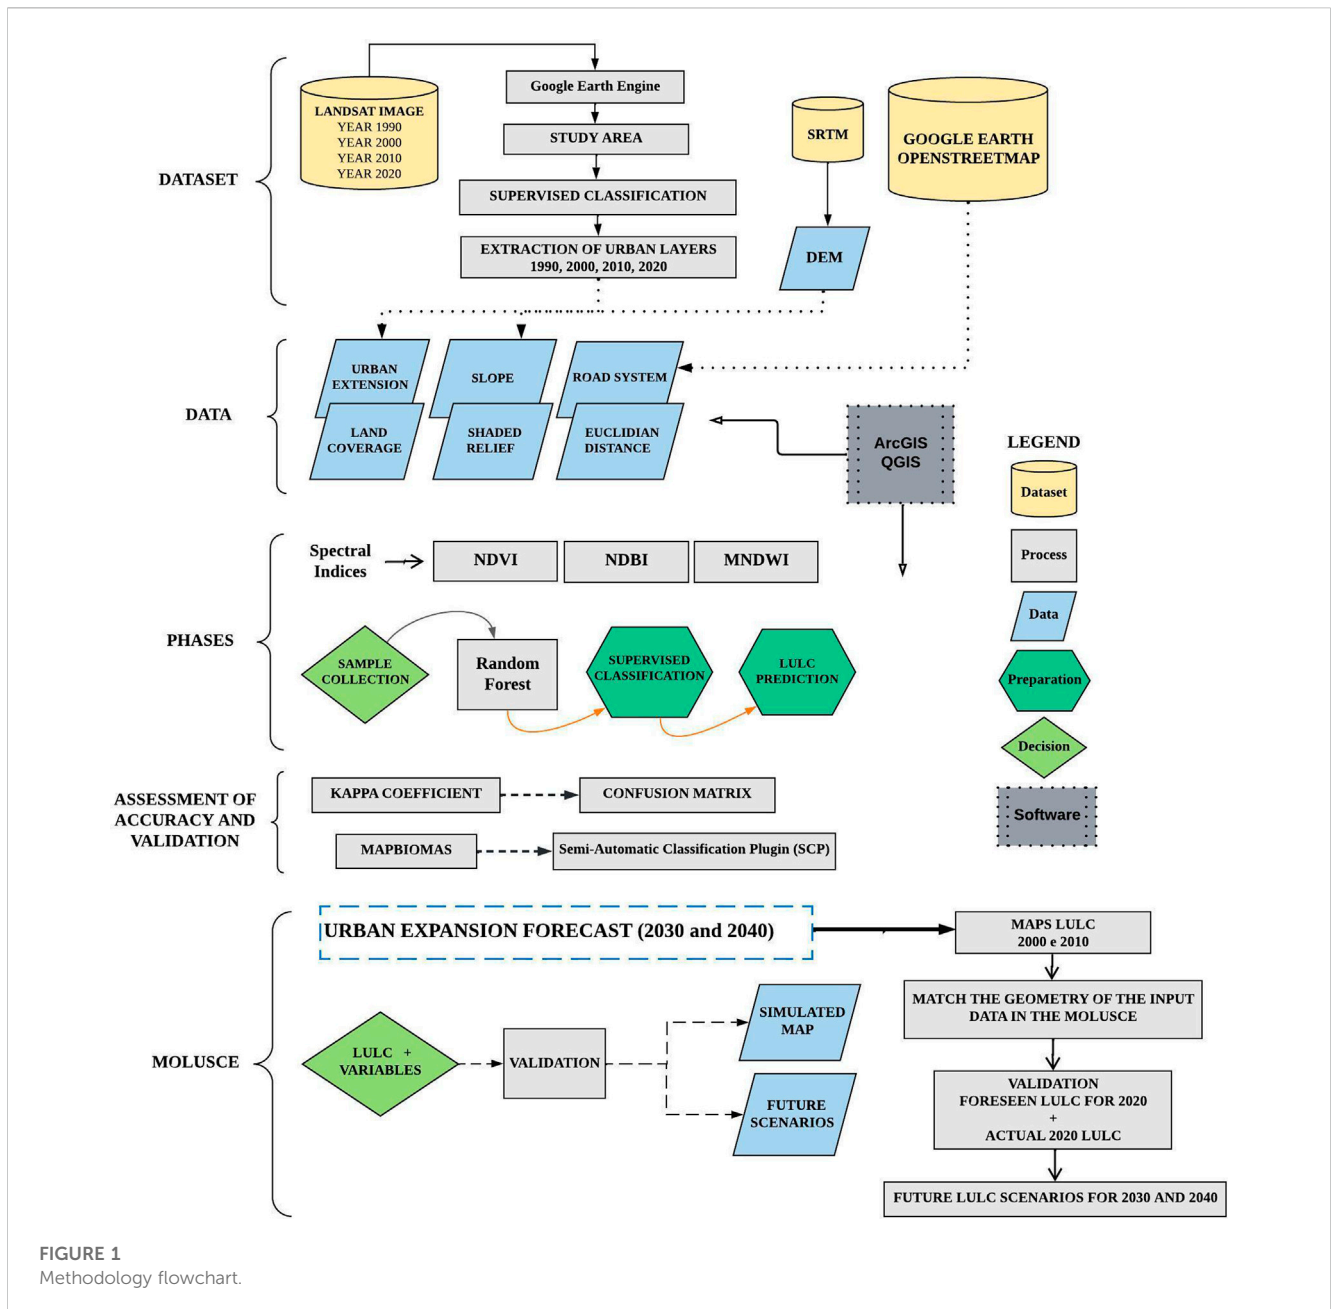 DATASET
LANDSAT IMAGE
YEAR 1990
YEAR 2000
YEAR 2010
YEAR 2020
Google Earth Engine
STUDY AREA
SUPERVISED CLASSIFICATION
EXTRACTION OF URBAN LAYERS
1990, 2000, 2010, 2020
SRTM
DEM
GOOGLE EARTH
OPENSTREETMAP
DATA
URBAN
EXTENSION
SLOPE
ROAD SYSTEM
LAND
COVERAGE
SHADED
RELIEF
EUCLIDIAN
DISTANCE
ArcGIS
QGIS
LEGEND
Dataset
Process
Data
Preparation
Decision
Software
PHASES
Spectral
Indices
NDVI
NDBI
MNDWI
SAMPLE
COLLECTION
Random
Forest
SUPERVISED
CLASSIFICATION
LULC
PREDICTION
ASSESSMENT OF
ACCURACY AND
VALIDATION
KAPPA COEFFICIENT
CONFUSION MATRIX
MAPBIOMAS
Semi-Automatic Classification Plugin (SCP)
MOLUSCE
URBAN EXPANSION FORECAST (2030 and 2040)
LULC +
VARIABLES
VALIDATION
SIMULATED
MAP
FUTURE
SCENARIOS
MAPS LULC
2000 e 2010
MATCH THE GEOMETRY OF THE INPUT
DATA IN THE MOLUSCE
VALIDATION
FORESEEN LULC FOR 2020
+
ACTUAL 2020 LULC
FUTURE LULC SCENARIOS FOR 2030 AND 2040
FIGURE 1
Methodology flowchart.